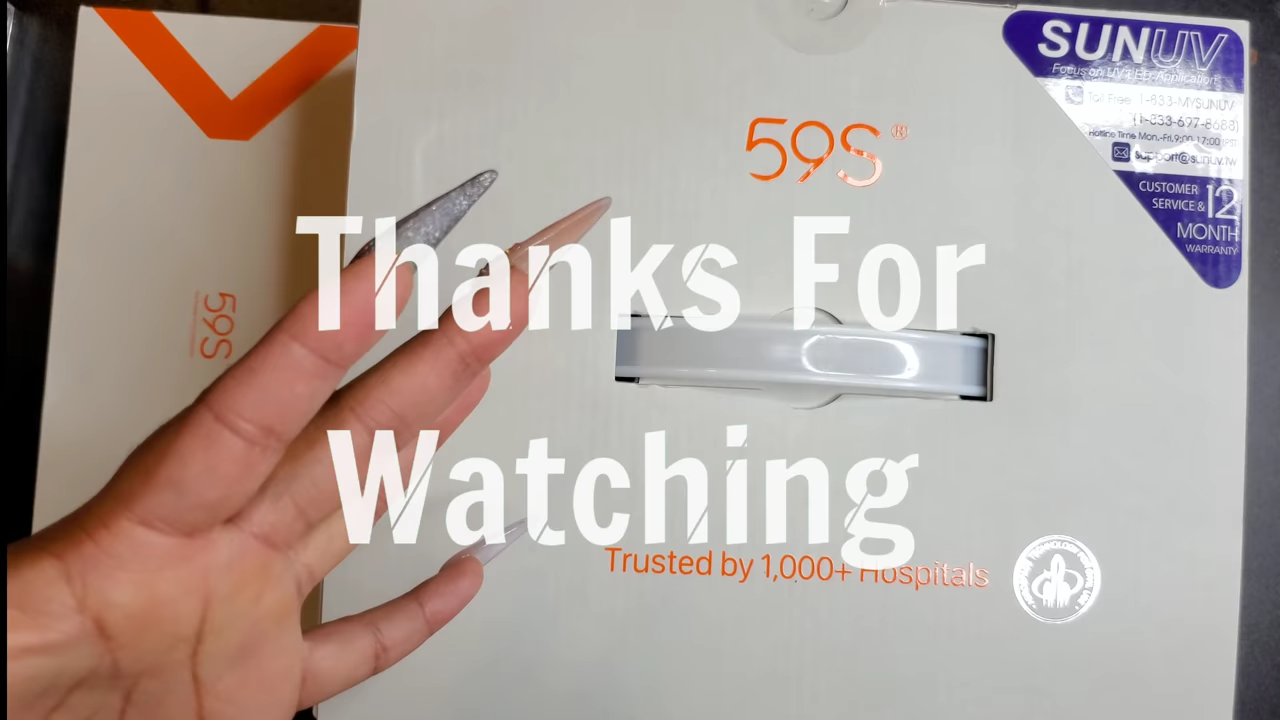 SUNUV
Focus on UV LED Application
Toll Free: 1-833-MYSUNUV
(1-833-697-8688)
Hotline Time Mon.-Fri.9:00-17:00 (PST)
support@sunuv.tw
CUSTOMER
SERVICE & 12
MONTH
WARRANTY
59S®
59S
Thanks For
Watching
Trusted by 1,000+ Hospitals